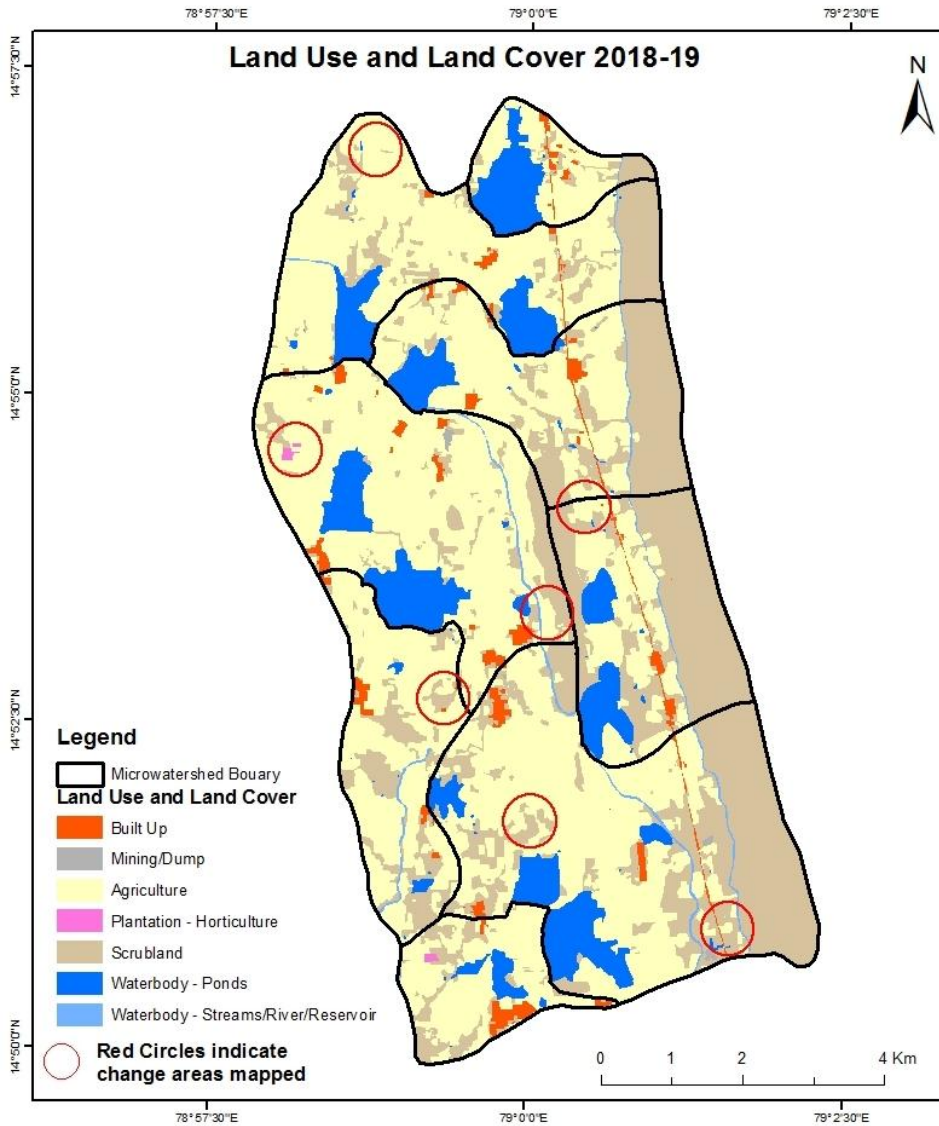 78°57'30"E 79°0'0"E 79°2'30"E
Land Use and Land Cover 2018-19
N
14°57'30"N
14°55'0"N
14°52'30"N
14°50'0"N
Legend
Microwatershed Bouary
Land Use and Land Cover
Built Up
Mining/Dump
Agriculture
Plantation - Horticulture
Scrubland
Waterbody - Ponds
Waterbody - Streams/River/Reservoir
Red Circles indicate
change areas mapped
0 1 2 4 Km
78°57'30"E 79°0'0"E 79°2'30"E